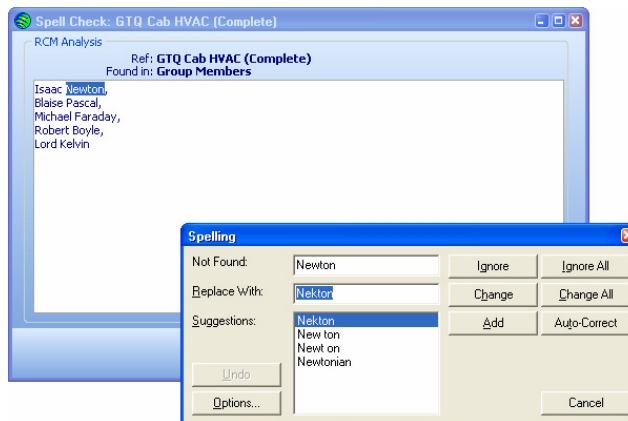 Spell Check: GTQ Cab HVAC (Complete)
RCM Analysis
Ref: GTQ Cab HVAC (Complete)
Found in: Group Members
Isaac Newton,
Blaise Pascal,
Michael Faraday,
Robert Boyle,
Lord Kelvin
Spelling
Not Found: Newton Ignore Ignore All
Replace With: Nekton Change Change All
Suggestions: Nekton Add Auto-Correct
New ton
Newt on
Newtonian
Undo
Options... Cancel